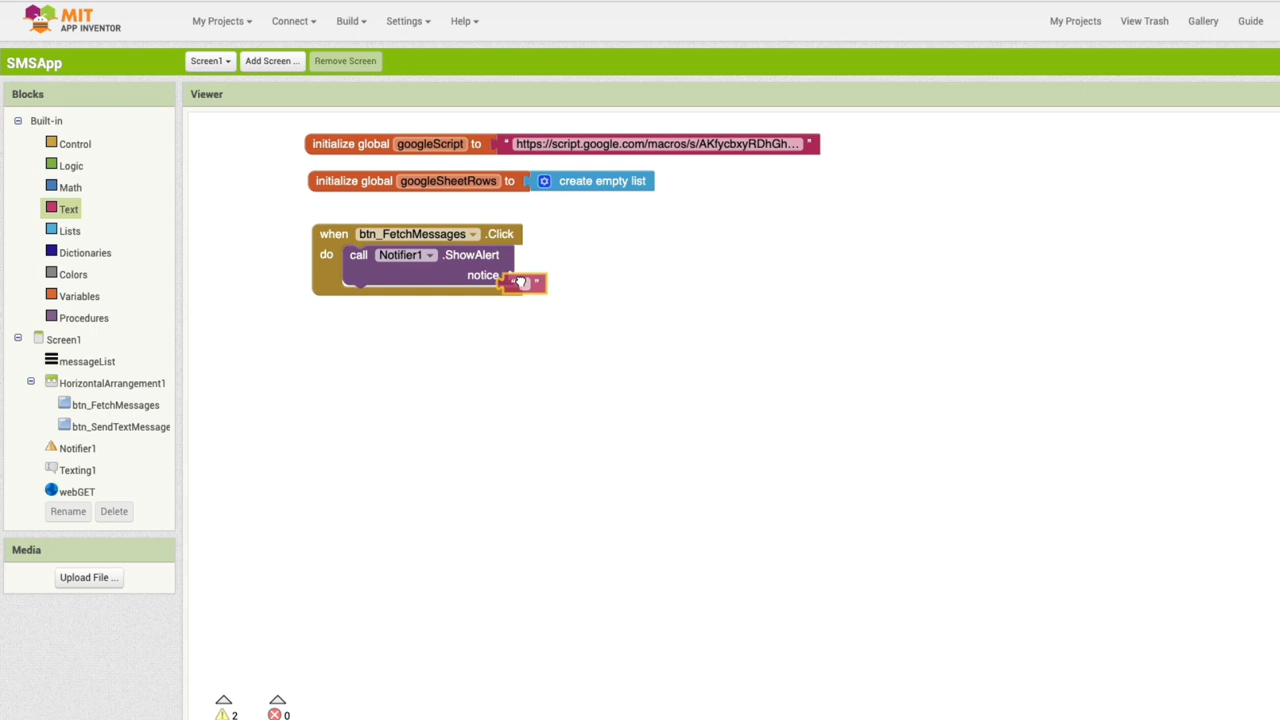 MIT
APP INVENTOR
My Projects
Connect
Build
Settings
Help
My Projects
View Trash
Gallery
Guide
SMSApp
Screen1
Add Screen ...
Remove Screen
Blocks
Viewer
Built-in
Control
Logic
Math
Text
Lists
Dictionaries
Colors
Variables
Procedures
Screen1
messageList
HorizontalArrangement1
btn_FetchMessages
btn_SendTextMessage
Notifier1
Texting1
webGET
Rename
Delete
Media
Upload File ...
initialize global googleScript to " https://script.google.com/macros/s/AKfycbxyRDhGh... "
initialize global googleSheetRows to create empty list
when btn_FetchMessages .Click
do call Notifier1 .ShowAlert
notice " "
2
0